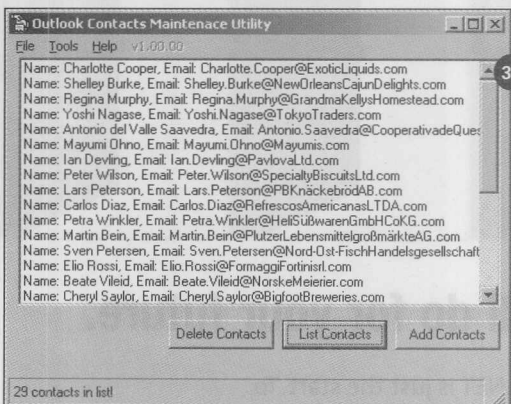 Outlook Contacts Maintenace Utility
File Tools Help v1.00.00
Name: Charlotte Cooper, Email: Charlotte.Cooper@ExoticLiquids.com
Name: Shelley Burke, Email: Shelley.Burke@NewOrleansCajunDelights.com
Name: Regina Murphy, Email: Regina.Murphy@GrandmaKellysHomestead.com
Name: Yoshi Nagase, Email: Yoshi.Nagase@TokyoTraders.com
Name: Antonio del Valle Saavedra, Email: Antonio.Saavedra@CooperativadeQues
Name: Mayumi Ohno, Email: Mayumi.Ohno@Mayumis.com
Name: Ian Devling, Email: Ian.Devling@PavlovaLtd.com
Name: Peter Wilson, Email: Peter.Wilson@SpecialtyBiscuitsLtd.com
Name: Lars Peterson, Email: Lars.Peterson@PBKnäckebrödAB.com
Name: Carlos Diaz, Email: Carlos.Diaz@RefrescosAmericanasLTDA.com
Name: Petra Winkler, Email: Petra.Winkler@HeliSüßwarenGmbHCoKG.com
Name: Martin Bein, Email: Martin.Bein@PlutzerLebensmittelgroßmärkteAG.com
Name: Sven Petersen, Email: Sven.Petersen@Nord-Ost-FischHandelsgesellschaft
Name: Elio Rossi, Email: Elio.Rossi@FormaggiFortinisrl.com
Name: Beate Vileid, Email: Beate.Vileid@NorskeMeierier.com
Name: Cheryl Saylor, Email: Cheryl.Saylor@BigfootBreweries.com
3
Delete Contacts List Contacts Add Contacts
29 contacts in list!